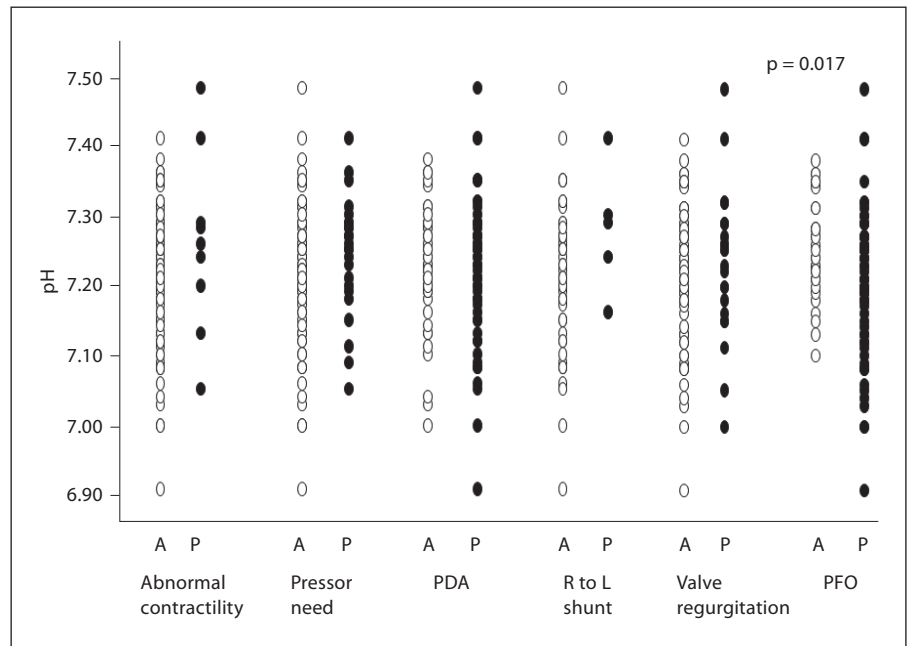 p = 0.017
7.50
7.40
7.30
7.20
7.10
7.00
6.90
pH
A P A P A P A P A P A P
Abnormal contractility
Pressor need
PDA
R to L shunt
Valve regurgitation
PFO